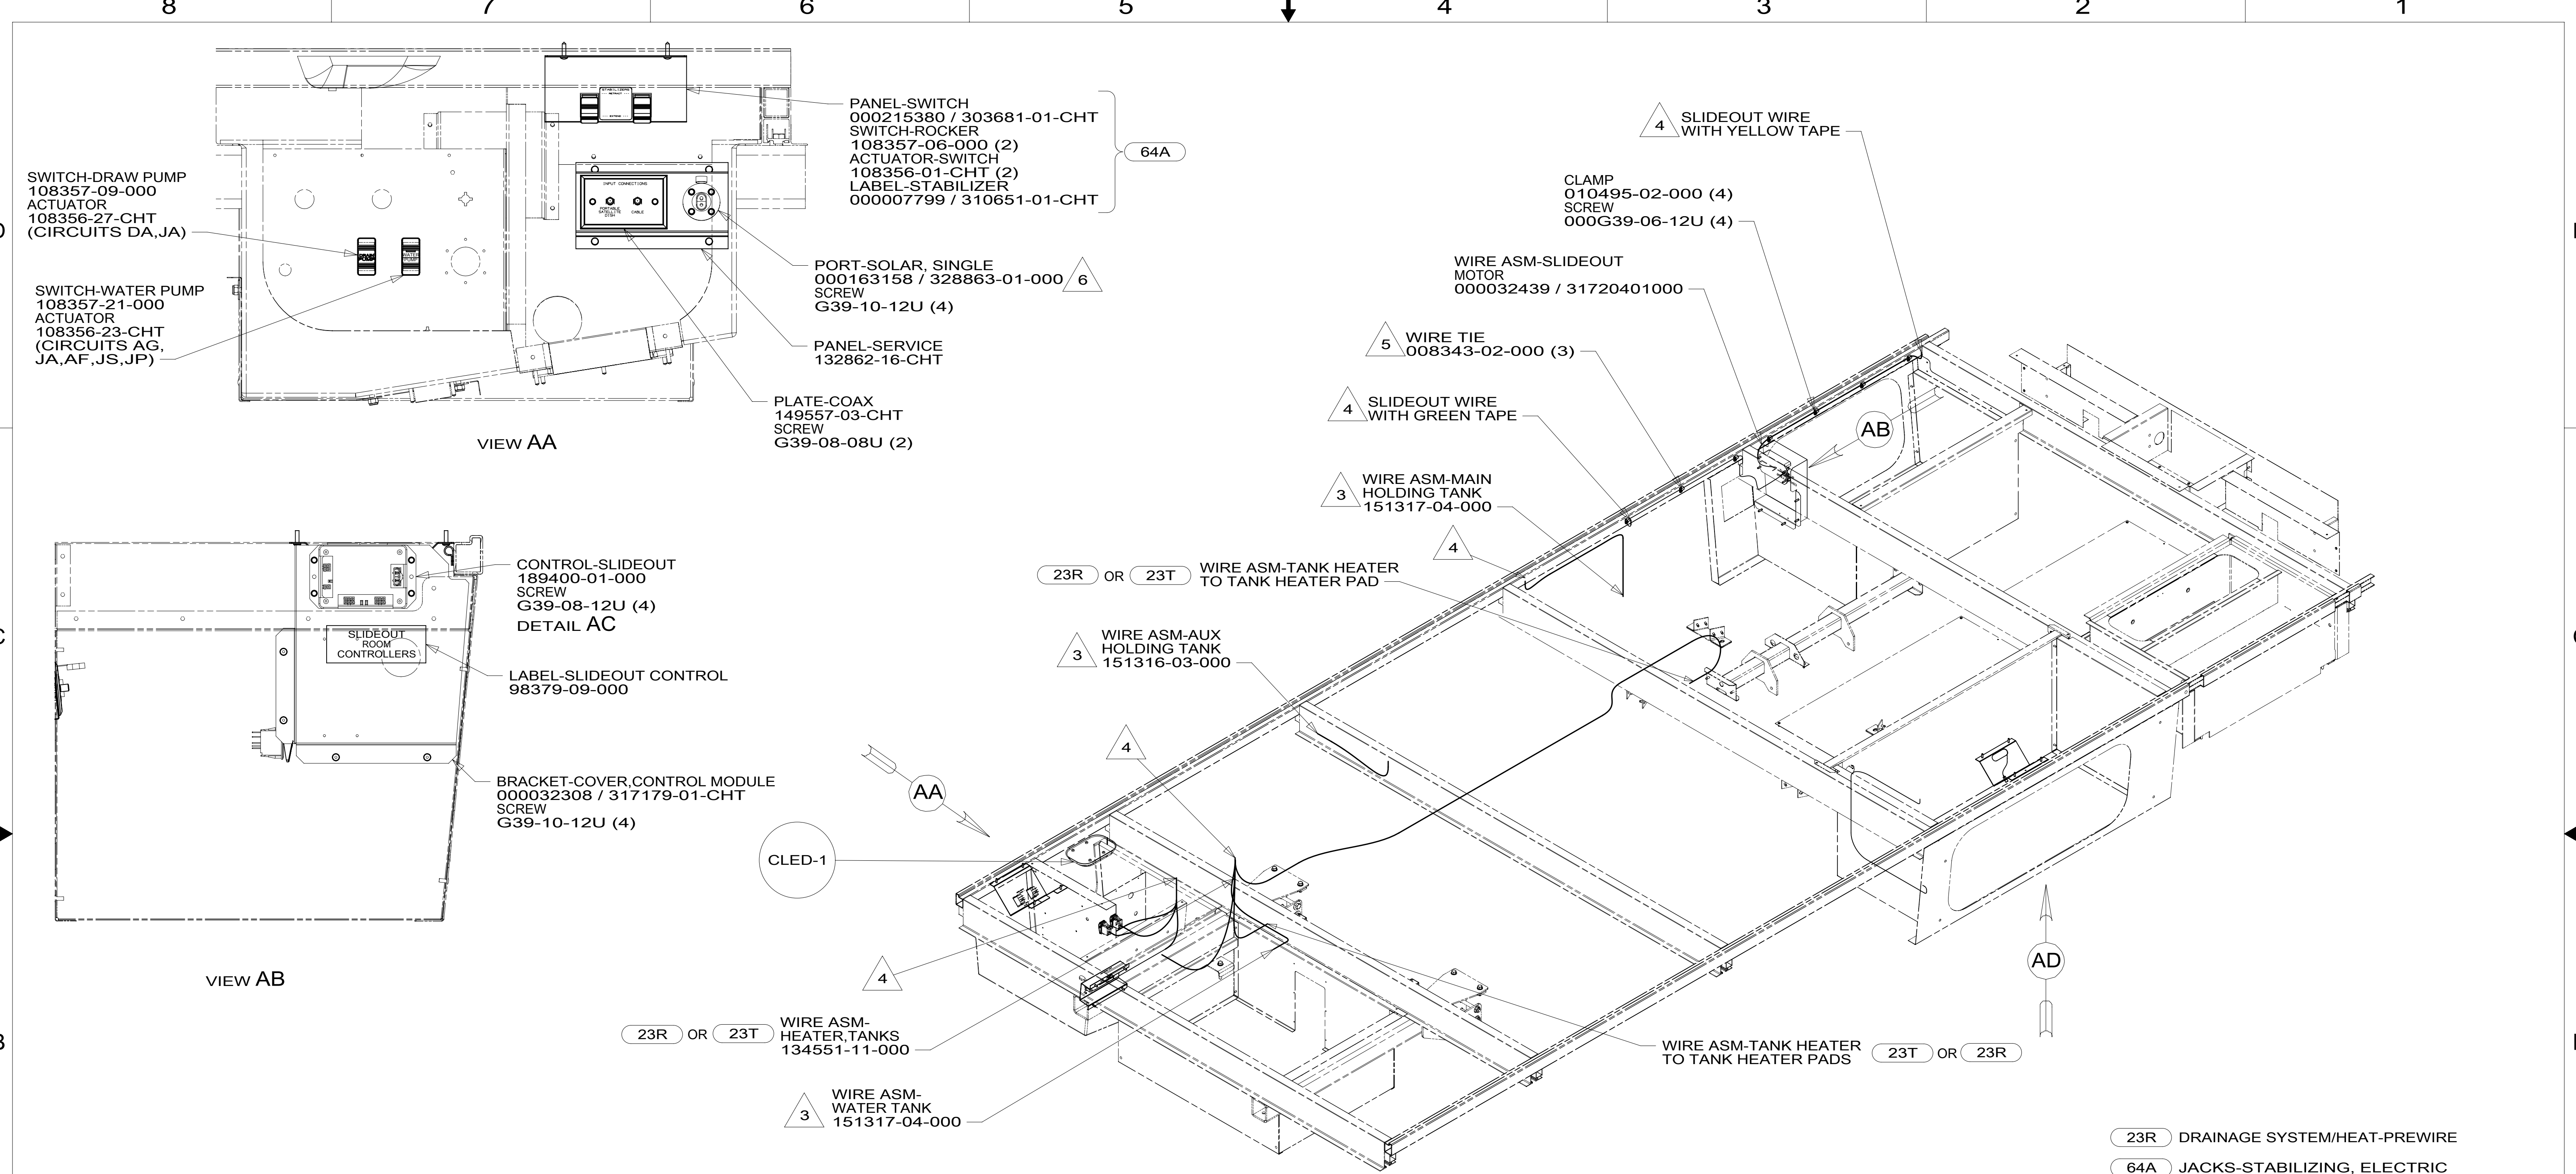 8 7 6 5 4 3 2 1
PANEL-SWITCH
000215380 / 303681-01-CHT
SWITCH-ROCKER
108357-06-000 (2)
ACTUATOR-SWITCH
108356-01-CHT (2)
LABEL-STABILIZER
000007799 / 310651-01-CHT
64A
STABILIZERS
RETRACT
EXTEND
SWITCH-DRAW PUMP
108357-09-000
ACTUATOR
108356-27-CHT
(CIRCUITS DA,JA)
SWITCH-WATER PUMP
108357-21-000
ACTUATOR
108356-23-CHT
(CIRCUITS AG,
JA,AF,JS,JP)
INPUT CONNECTIONS
PORTABLE
SATELLITE
DISH
CABLE
PORT-SOLAR, SINGLE
000163158 / 328863-01-000
6
SCREW
G39-10-12U (4)
PANEL-SERVICE
132862-16-CHT
PLATE-COAX
149557-03-CHT
SCREW
G39-08-08U (2)
VIEW AA
4
SLIDEOUT WIRE
WITH YELLOW TAPE
CLAMP
010495-02-000 (4)
SCREW
000G39-06-12U (4)
WIRE ASM-SLIDEOUT
MOTOR
000032439 / 31720401000
5
WIRE TIE
008343-02-000 (3)
4
SLIDEOUT WIRE
WITH GREEN TAPE
AB
3
WIRE ASM-MAIN
HOLDING TANK
151317-04-000
4
23R OR 23T WIRE ASM-TANK HEATER
TO TANK HEATER PAD
3
WIRE ASM-AUX
HOLDING TANK
151316-03-000
4
AA
CLED-1
CONTROL-SLIDEOUT
189400-01-000
SCREW
G39-08-12U (4)
DETAIL AC
SLIDEOUT
ROOM
CONTROLLERS
LABEL-SLIDEOUT CONTROL
98379-09-000
BRACKET-COVER,CONTROL MODULE
000032308 / 317179-01-CHT
SCREW
G39-10-12U (4)
VIEW AB
4
23R OR 23T WIRE ASM-
HEATER,TANKS
134551-11-000
3
WIRE ASM-
WATER TANK
151317-04-000
AD
WIRE ASM-TANK HEATER
TO TANK HEATER PADS
23T OR 23R
23R DRAINAGE SYSTEM/HEAT-PREWIRE
64A JACKS-STABILIZING, ELECTRIC